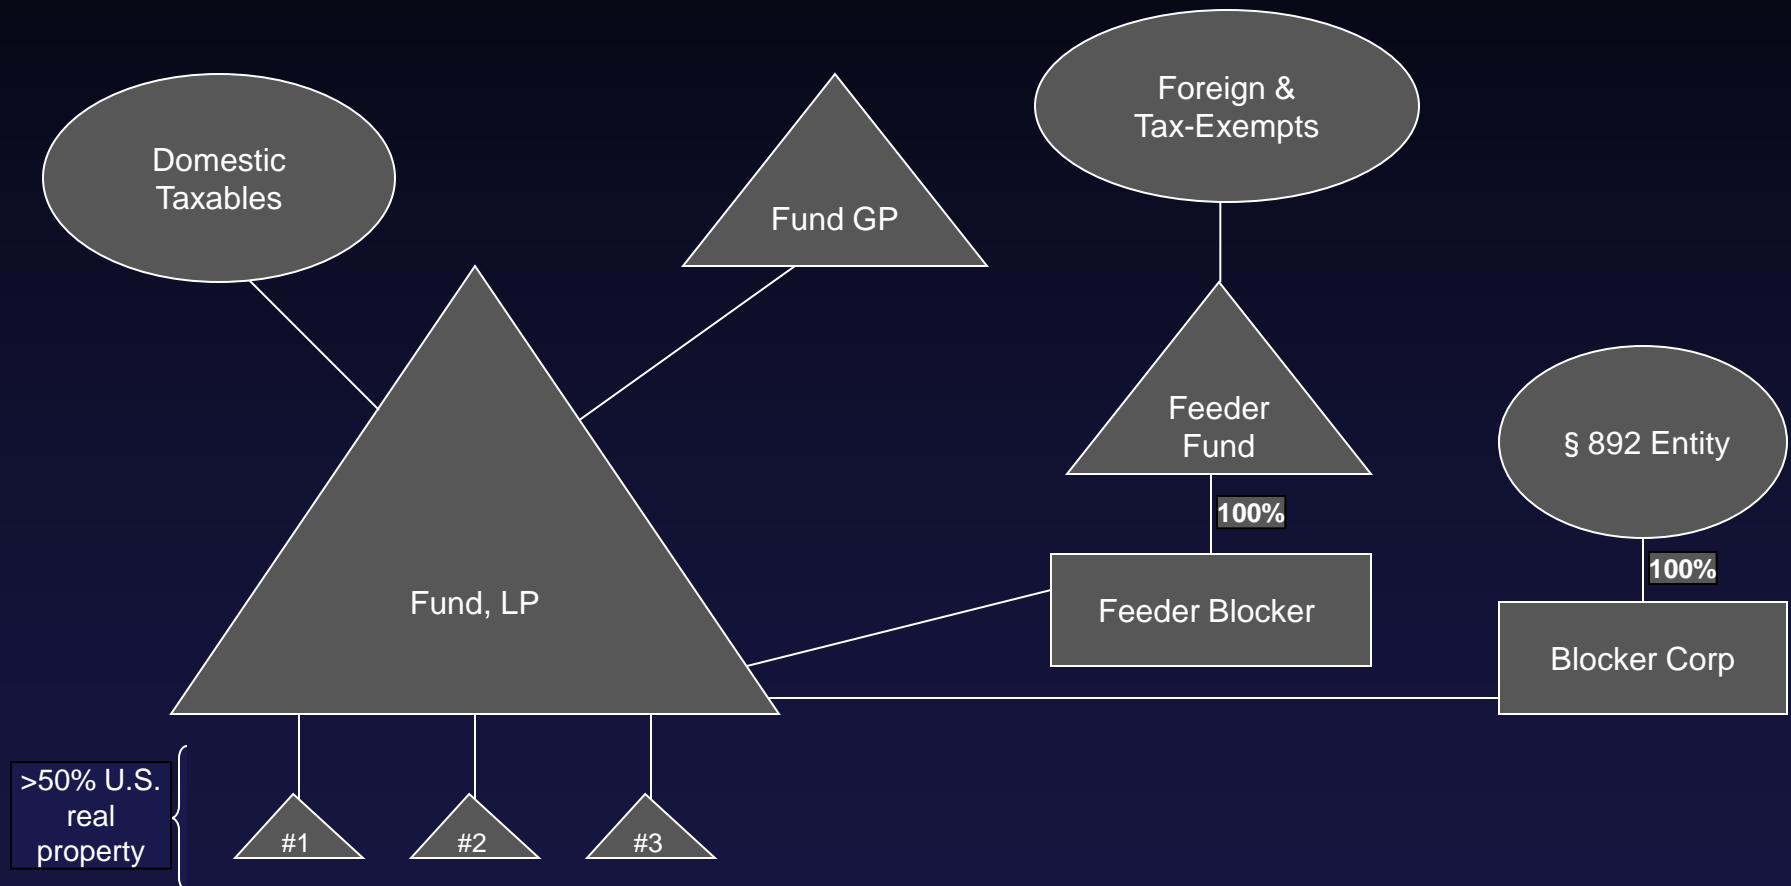 Domestic
Taxables
Fund GP
Foreign &
Tax-Exempts
Feeder
Fund
§ 892 Entity
100%
100%
Fund, LP
Feeder Blocker
Blocker Corp
>50% U.S.
real
property
#1
#2
#3